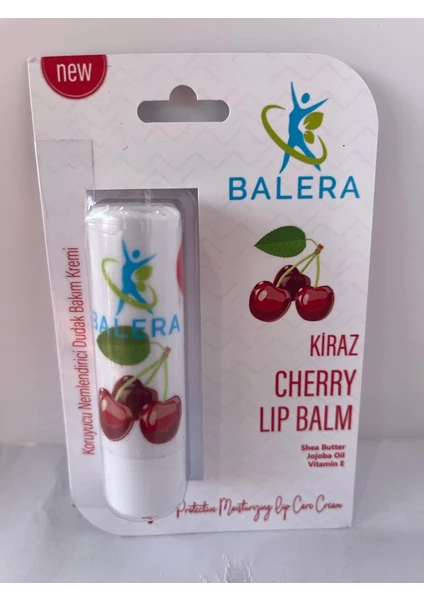 new
BALERA
Koruyucu Nemlendirici Dudak Bakım Kremi
BALERA
KİRAZ
CHERRY
LIP BALM
Shea Butter
Jojoba Oil
Vitamin E
Protective Moisturizing Lip Care Cream